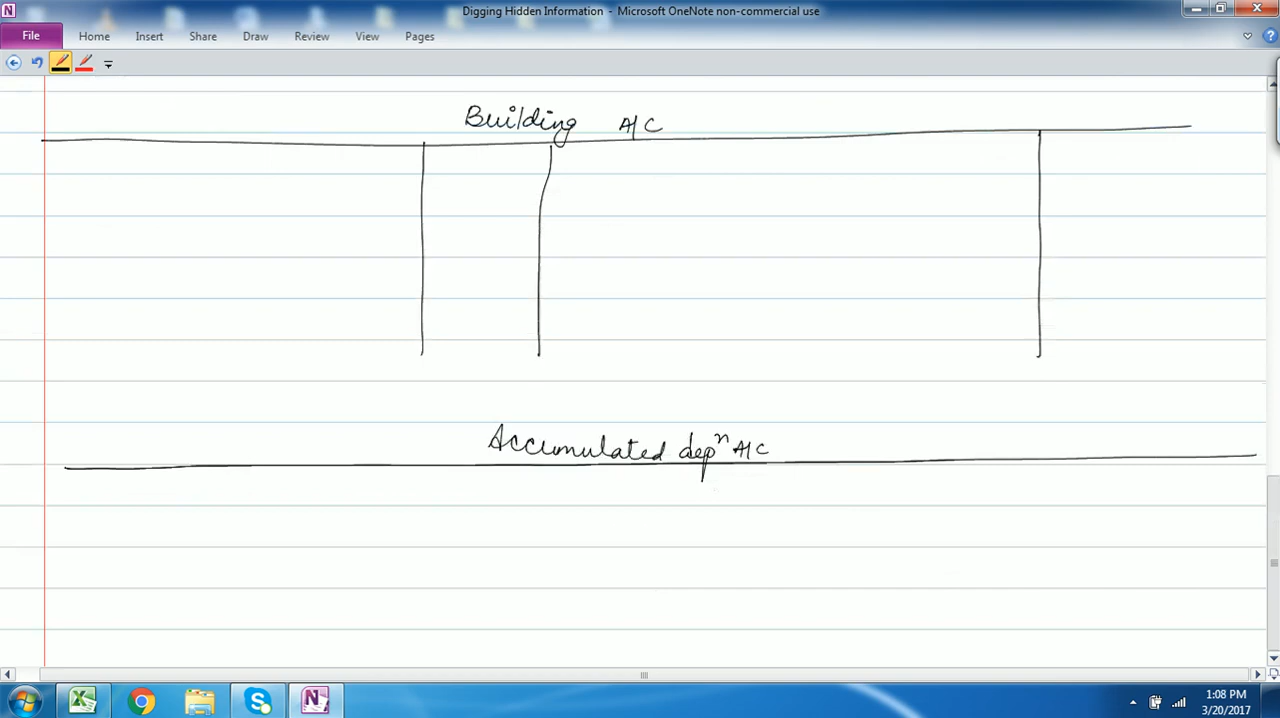 Digging Hidden Information - Microsoft OneNote non-commercial use
File Home Insert Share Draw Review View Pages
Building A/C
Accumulated depⁿ A/C
1:08 PM
3/20/2017